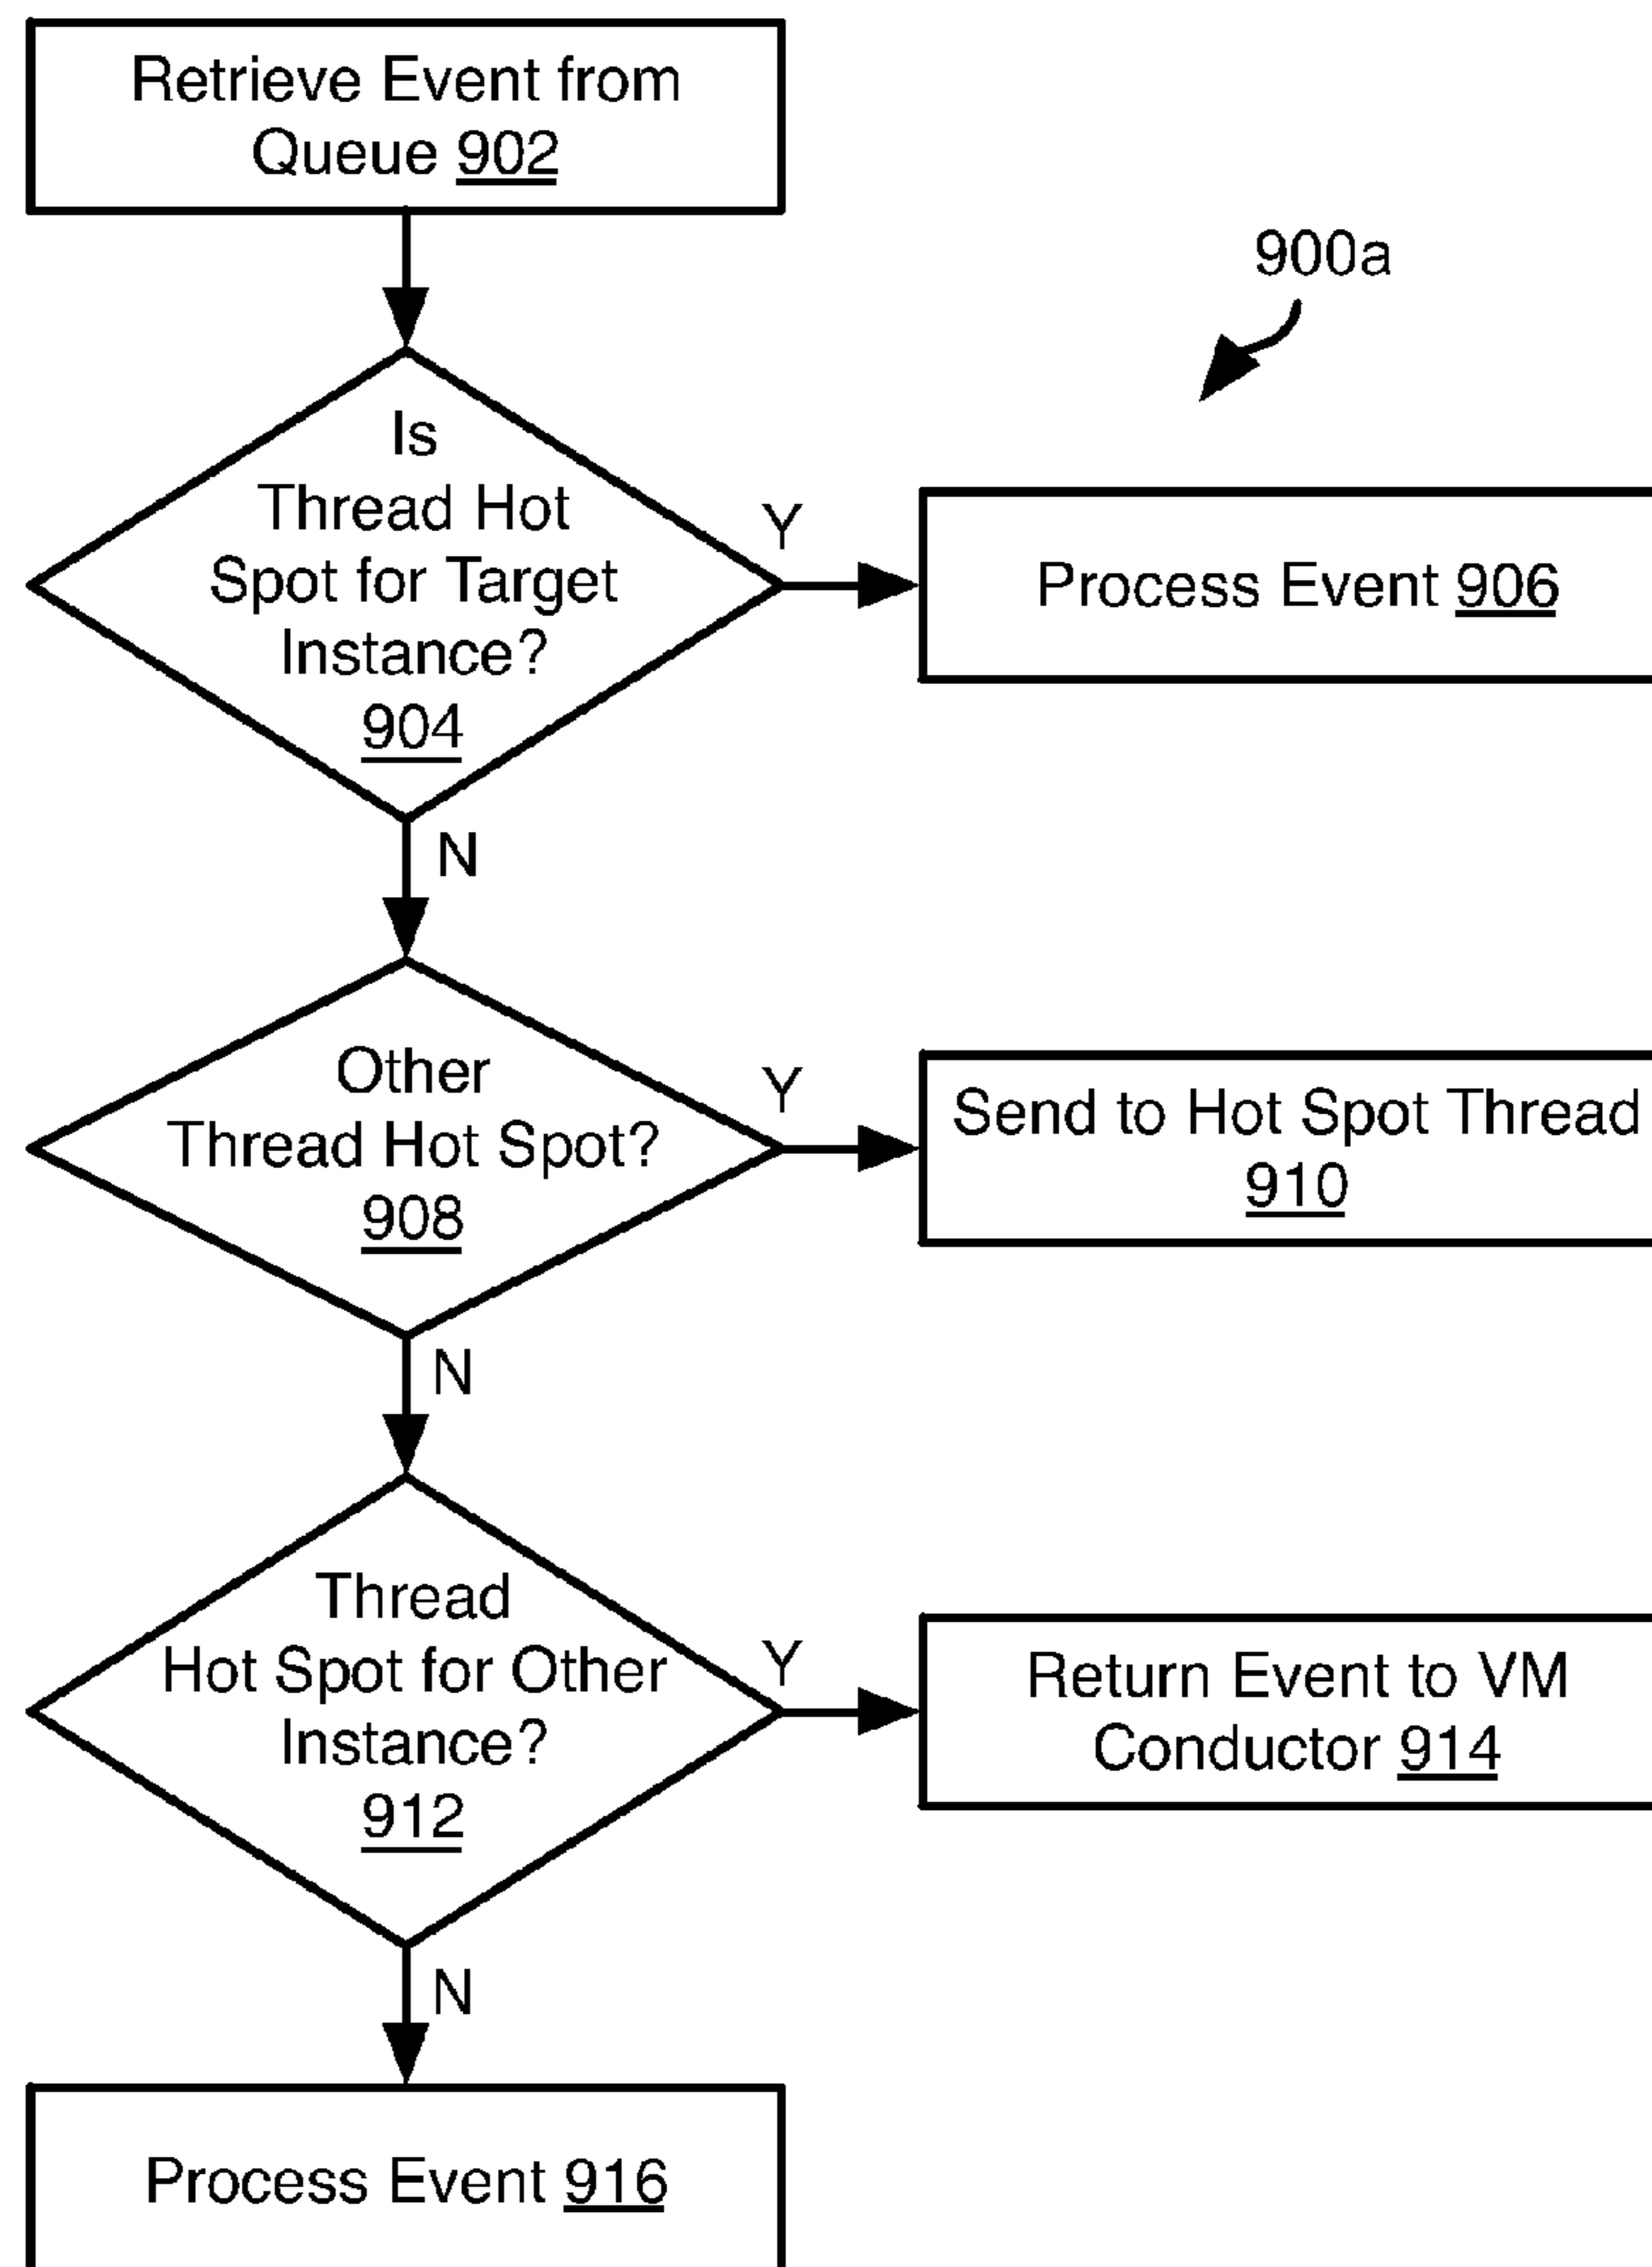 Retrieve Event from
Queue 902
900a
Is
Thread Hot
Spot for Target
Instance?
904
Y
Process Event 906
N
Other
Thread Hot Spot?
908
Y
Send to Hot Spot Thread
910
N
Thread
Hot Spot for Other
Instance?
912
Y
Return Event to VM
Conductor 914
N
Process Event 916